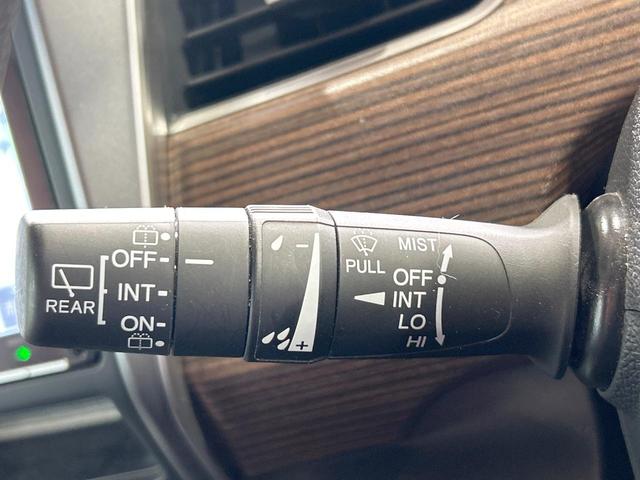 REAR
OFF
INT
ON
-
+
PULL
MIST
OFF
INT
LO
HI